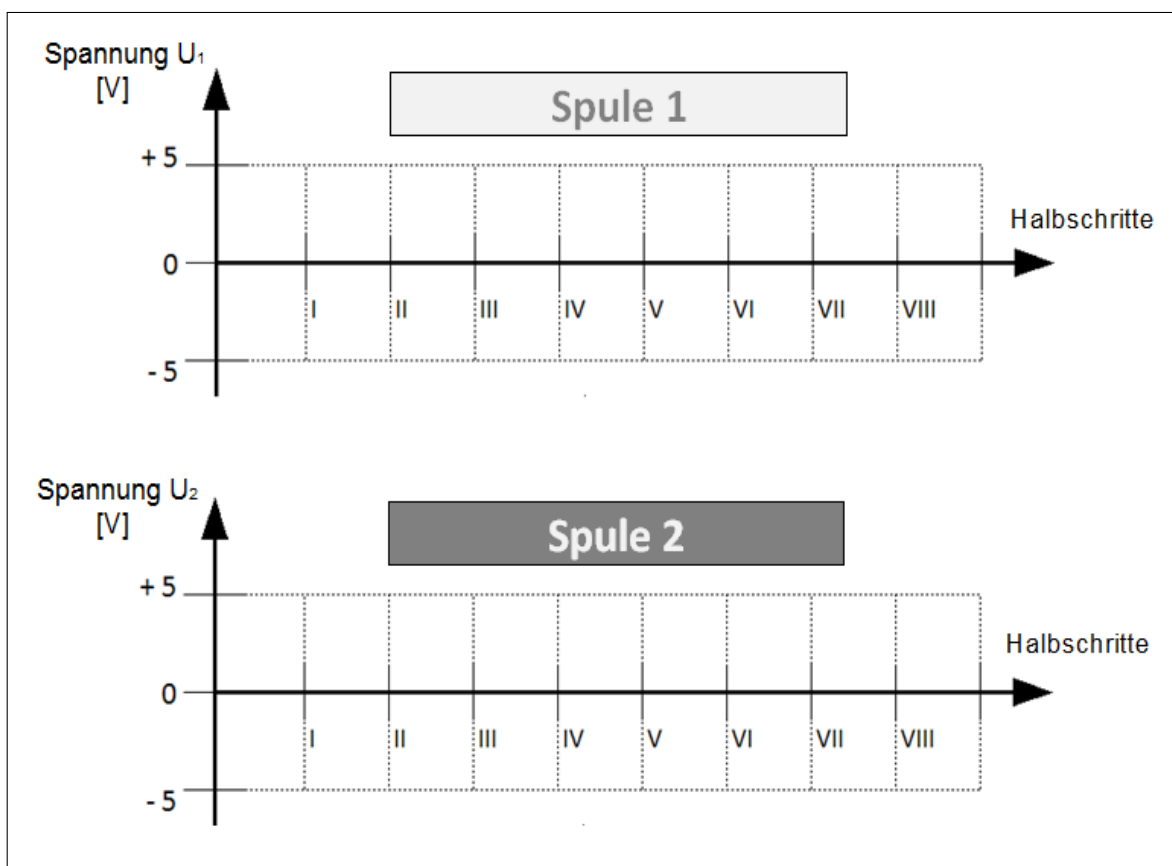 Spannung U₁
[V]
Spule 1
+ 5
Halbschritte
0
I II III IV V VI VII VIII
- 5
Spannung U₂
[V]
Spule 2
+ 5
Halbschritte
0
I II III IV V VI VII VIII
- 5